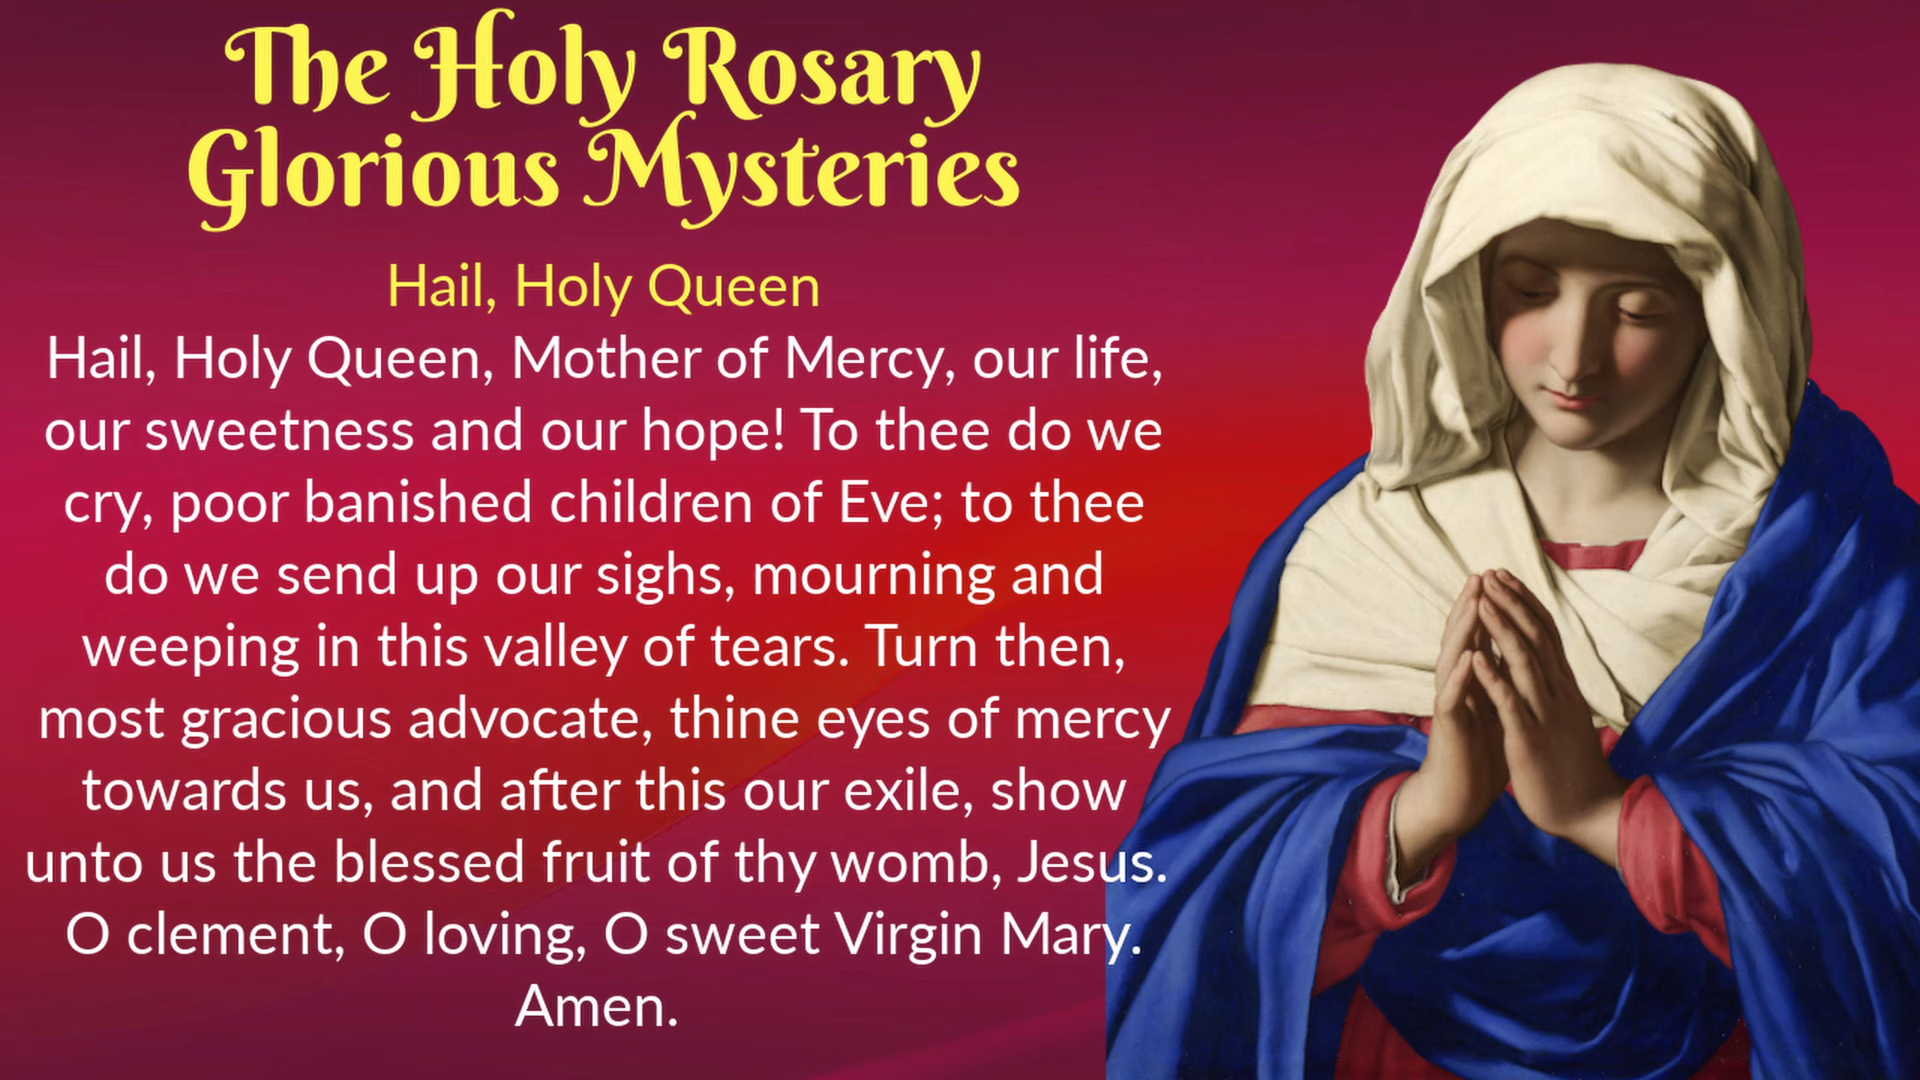 The Holy Rosary
Glorious Mysteries
Hail, Holy Queen
Hail, Holy Queen, Mother of Mercy, our life,
our sweetness and our hope! To thee do we
cry, poor banished children of Eve; to thee
do we send up our sighs, mourning and
weeping in this valley of tears. Turn then,
most gracious advocate, thine eyes of mercy
towards us, and after this our exile, show
unto us the blessed fruit of thy womb, Jesus.
O clement, O loving, O sweet Virgin Mary.
Amen.